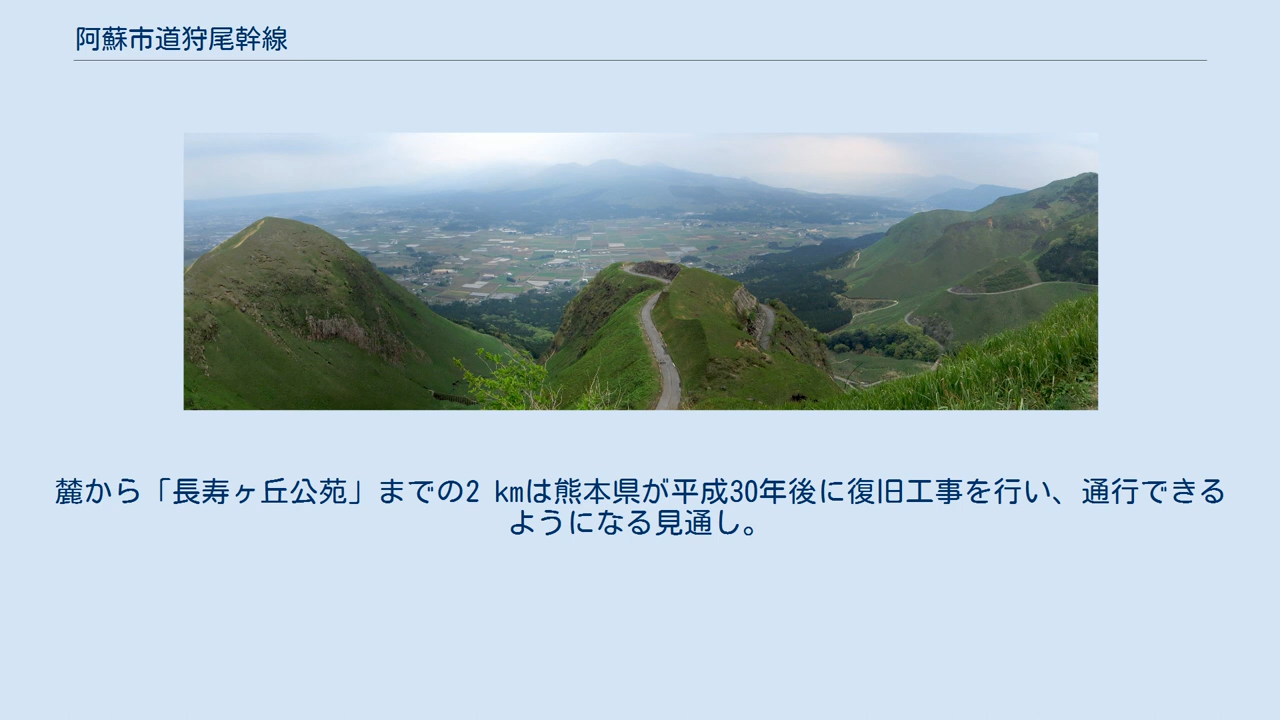 阿蘇市道狩尾幹線
麓から「長寿ヶ丘公苑」までの2 kmは熊本県が平成30年後に復旧工事を行い、通行できる
ようになる見通し。